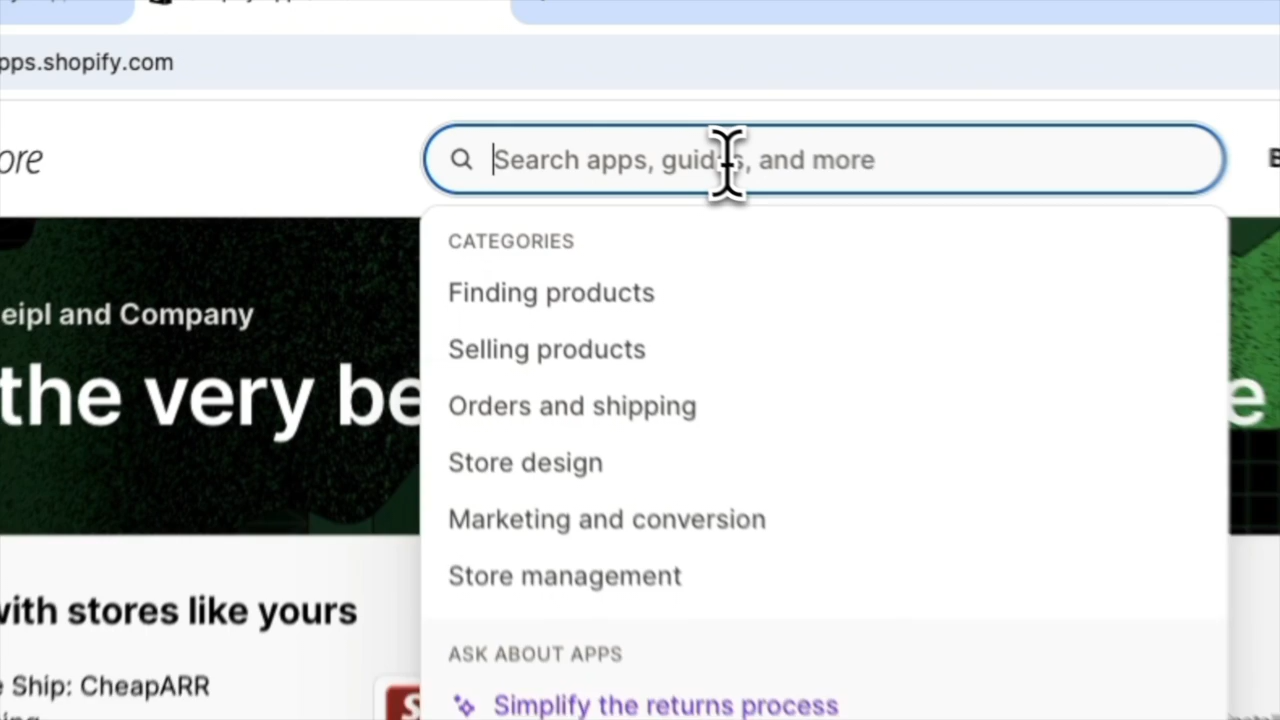 pps.shopify.com
ore
Search apps, guides, and more
CATEGORIES
Finding products
eipl and Company
Selling products
the very be
e
Orders and shipping
Store design
Marketing and conversion
Store management
with stores like yours
ASK ABOUT APPS
e Ship: CheapARR
Simplify the returns process